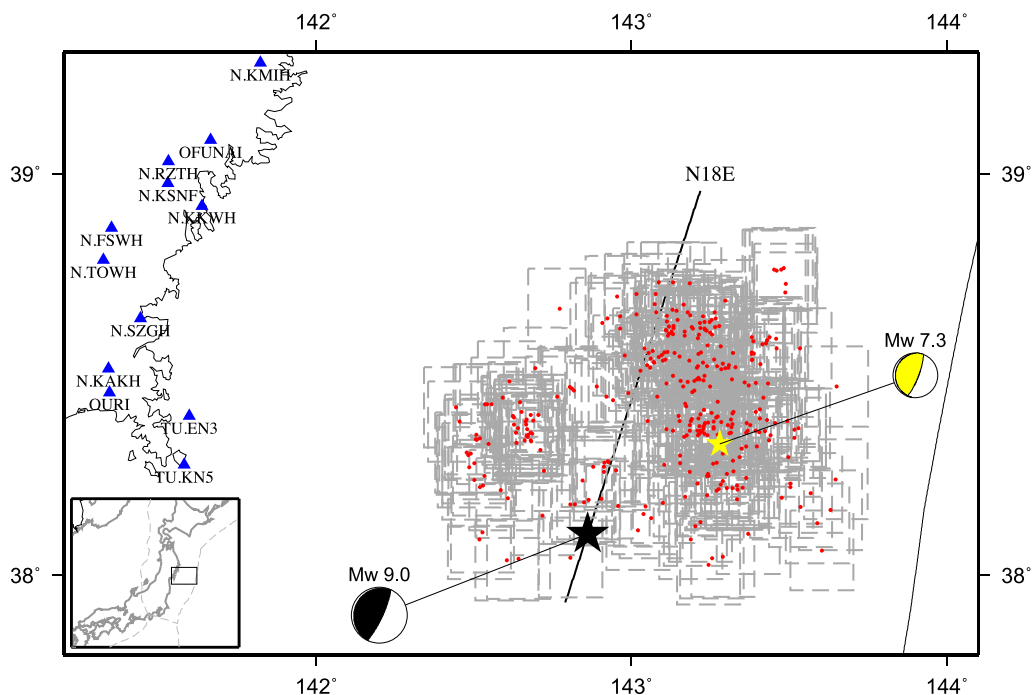 142˚ 143˚ 144˚
N.KMIH
OFUNAI
39˚ N.RZTH N18E 39˚
N.KSNF
N.KKWH
N.FSWH
N.TOWH
N.SZGH
Mw 7.3
N.KAKH
OURI
TU.EN3
TU.KN5
38˚ 38˚
Mw 9.0
142˚ 143˚ 144˚